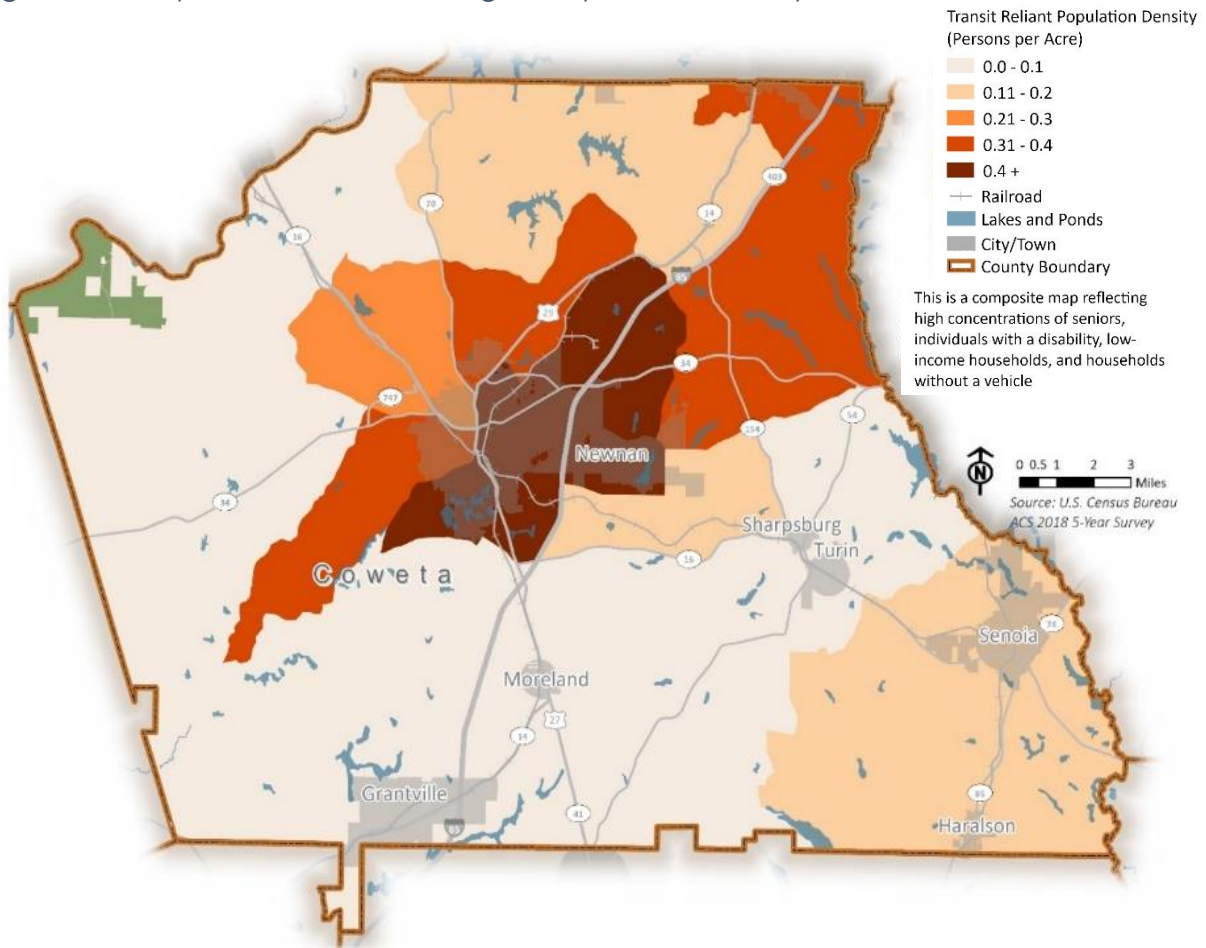 Transit Reliant Population Density
(Persons per Acre)
0.0 - 0.1
0.11 - 0.2
0.21 - 0.3
0.31 - 0.4
0.4 +
Railroad
Lakes and Ponds
City/Town
County Boundary
This is a composite map reflecting
high concentrations of seniors,
individuals with a disability, low-
income households, and households
without a vehicle
403
70
14
16
85
29
34
747
54
154
Newnan
N
0 0.5 1 2 3
Miles
Source: U.S. Census Bureau
ACS 2018 5-Year Survey
34
Sharpsburg
Turin
16
Coweta
74
Senoia
Moreland
27
14
Grantville
85
41
85
Haralson